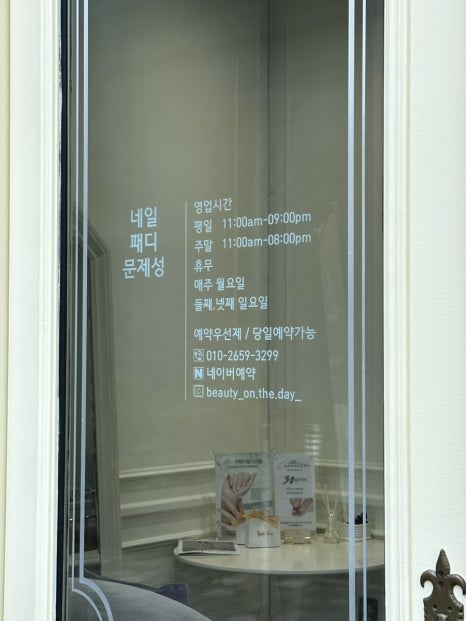 네일
패디
문제성
영업시간
평일 11:00am-09:00pm
주말 11:00am-08:00pm
휴무
매주 월요일
둘째,넷째 일요일
예약우선제 / 당일예약가능
010-2659-3299
N 네이버예약
beauty_on.the.day_
30